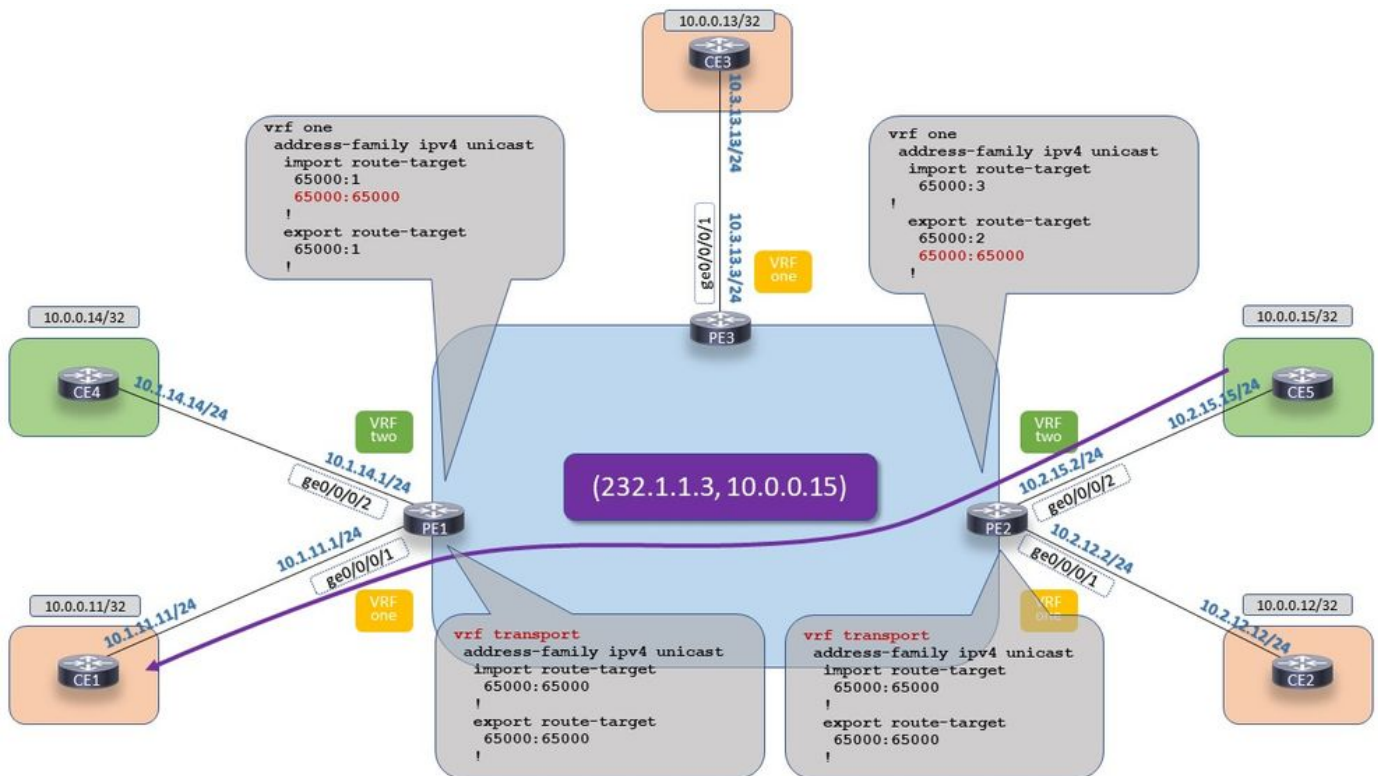 10.0.0.13/32
CE3
10.3.13.13/24
vrf one
address-family ipv4 unicast
import route-target
65000:1
65000:65000
!
export route-target
65000:1
!
vrf one
address-family ipv4 unicast
import route-target
65000:3
!
export route-target
65000:2
65000:65000
!
ge0/0/0/1
10.3.13.3/24
VRF
one
PE3
10.0.0.14/32
CE4
10.1.14.14/24
VRF
two
10.1.14.1/24
ge0/0/0/2
PE1
10.1.11.1/24
ge0/0/0/1
VRF
one
10.0.0.11/32
10.1.11.11/24
CE1
(232.1.1.3, 10.0.0.15)
10.0.0.15/32
CE5
10.2.15.15/24
VRF
two
10.2.15.2/24
ge0/0/0/2
PE2
10.2.12.2/24
ge0/0/0/1
VRF
one
10.0.0.12/32
10.2.12.12/24
CE2
vrf transport
address-family ipv4 unicast
import route-target
65000:65000
!
export route-target
65000:65000
!
vrf transport
address-family ipv4 unicast
import route-target
65000:65000
!
export route-target
65000:65000
!